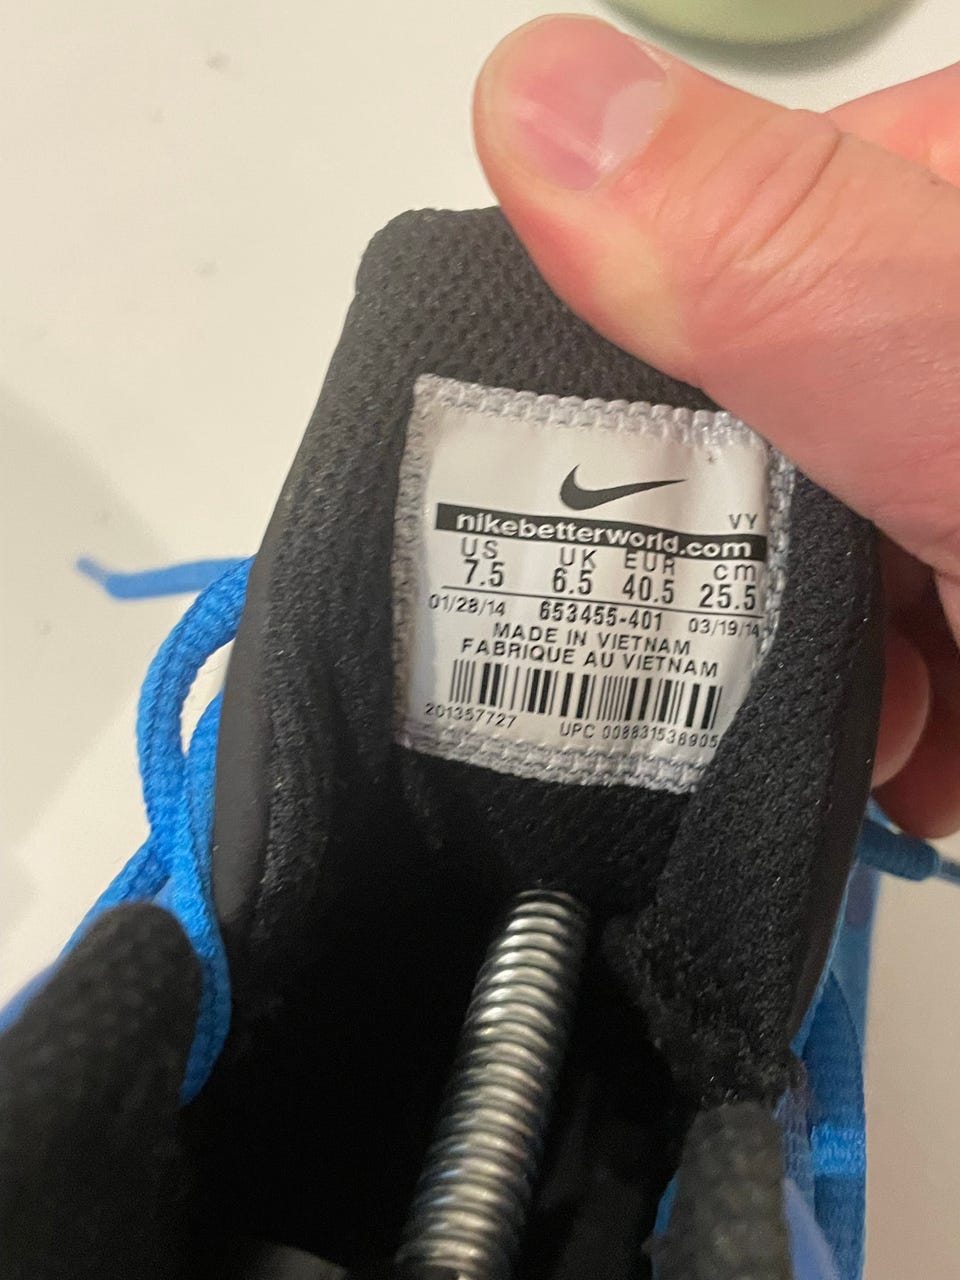 VY
nikebetterworld.com
US UK EUR cm
7.5 6.5 40.5 25.5
01/28/14 653455-401 03/19/14
MADE IN VIETNAM
FABRIQUE AU VIETNAM
201357727 UPC 008831538905